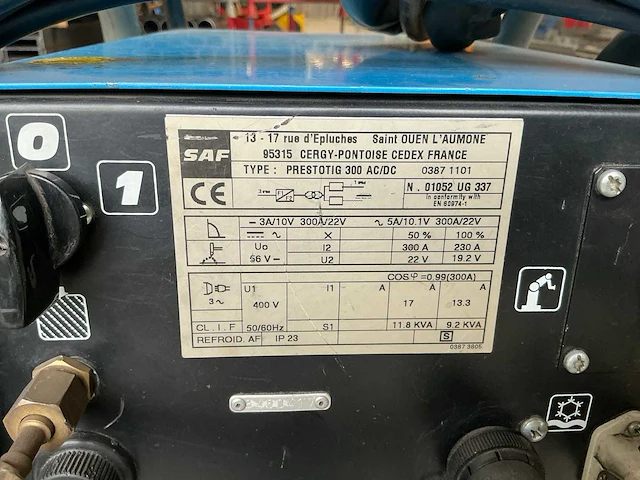 0
1
13 - 17 rue d'Epluches Saint OUEN L'AUMONE
SAF
95315 CERGY-PONTOISE CEDEX FRANCE
TYPE : PRESTOTIG 300 AC/DC 0387 1101
CE
N . 01052 UG 337
In conformity with
EN 60974-1
3A/10V 300A/22V 5A/10.1V 300A/22V
X 50 % 100 %
Uo I2 300 A 230 A
56 V U2 22 V 19.2 V
COSφ =0.99(300A)
U1 I1 A A A
3~ 400 V 17 13.3
CL. I. F 50/60Hz S1 11.8 KVA 9.2 KVA
REFROID. AF IP 23 S
0387 3805